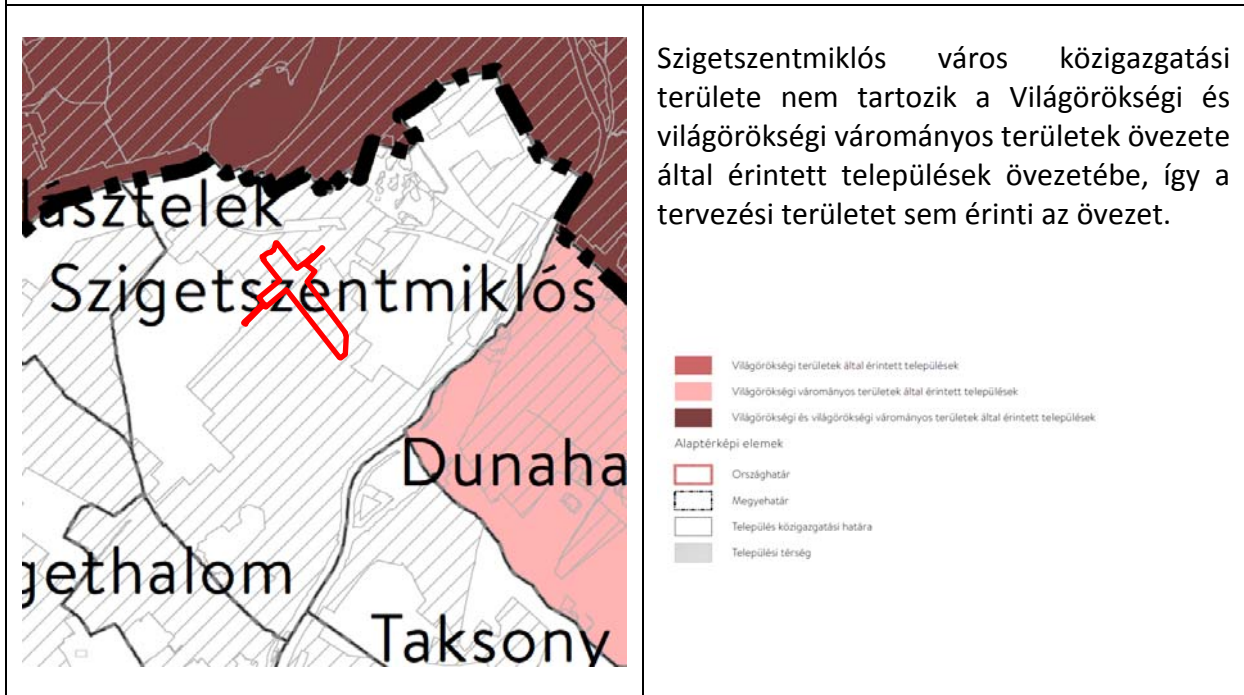 lásztelek
Szigetszentmiklós
Dunaha
gethalom
Taksony
Szigetszentmiklós város közigazgatási
területe nem tartozik a Világörökségi és
világörökségi várományos területek övezete
által érintett települések övezetébe, így a
tervezési területet sem érinti az övezet.
Világörökségi területek által érintett települések
Világörökségi várományos területek által érintett települések
Világörökségi és világörökségi várományos területek által érintett települések
Alaptérképi elemek
Országhatár
Megyehatár
Település közigazgatási határa
Települési térség